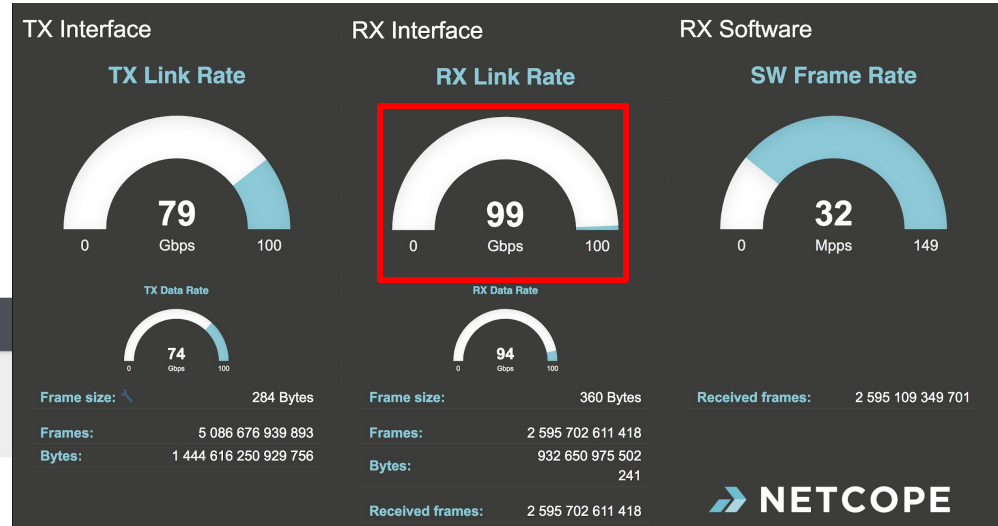 TX Interface
TX Link Rate
79
0 Gbps 100
TX Data Rate
74
0 Gbps 100
Frame size: 284 Bytes
Frames: 5 086 676 939 893
Bytes: 1 444 616 250 929 756
RX Interface
RX Link Rate
99
0 Gbps 100
RX Data Rate
94
0 Gbps 100
Frame size: 360 Bytes
Frames: 2 595 702 611 418
Bytes: 932 650 975 502
241
Received frames: 2 595 702 611 418
RX Software
SW Frame Rate
32
0 Mpps 149
Received frames: 2 595 109 349 701
NETCOPE